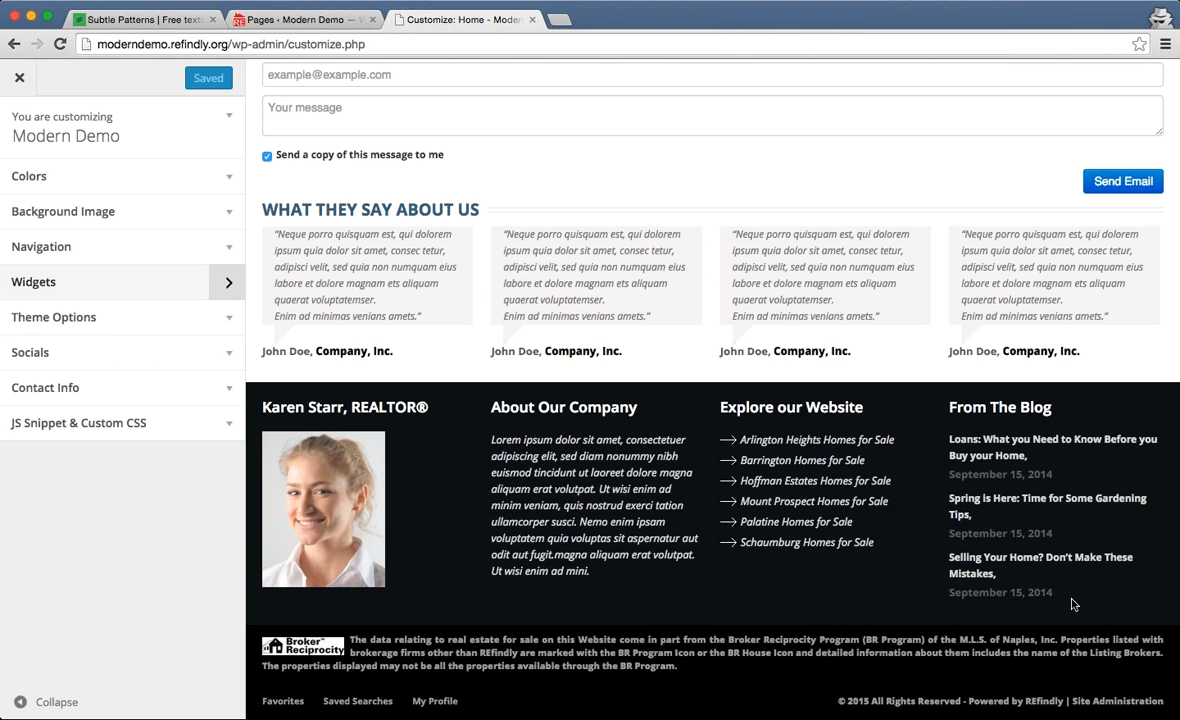 Subtle Patterns | Free textu
Pages ‹ Modern Demo — W
Customize: Home - Modern
moderndemo.refindly.org/wp-admin/customize.php
Saved
You are customizing
Modern Demo
Colors
Background Image
Navigation
Widgets
Theme Options
Socials
Contact Info
JS Snippet & Custom CSS
Collapse
example@example.com
Your message
Send a copy of this message to me
Send Email
WHAT THEY SAY ABOUT US
“Neque porro quisquam est, qui dolorem
ipsum quia dolor sit amet, consec tetur,
adipisci velit, sed quia non numquam eius
labore et dolore magnam ets aliquam
quaerat voluptatemser.
Enim ad minimas venians amets.”
John Doe, Company, Inc.
“Neque porro quisquam est, qui dolorem
ipsum quia dolor sit amet, consec tetur,
adipisci velit, sed quia non numquam eius
labore et dolore magnam ets aliquam
quaerat voluptatemser.
Enim ad minimas venians amets.”
John Doe, Company, Inc.
“Neque porro quisquam est, qui dolorem
ipsum quia dolor sit amet, consec tetur,
adipisci velit, sed quia non numquam eius
labore et dolore magnam ets aliquam
quaerat voluptatemser.
Enim ad minimas venians amets.”
John Doe, Company, Inc.
“Neque porro quisquam est, qui dolorem
ipsum quia dolor sit amet, consec tetur,
adipisci velit, sed quia non numquam eius
labore et dolore magnam ets aliquam
quaerat voluptatemser.
Enim ad minimas venians amets.”
John Doe, Company, Inc.
Karen Starr, REALTOR®
About Our Company
Lorem ipsum dolor sit amet, consectetuer
adipiscing elit, sed diam nonummy nibh
euismod tincidunt ut laoreet dolore magna
aliquam erat volutpat. Ut wisi enim ad
minim veniam, quis nostrud exerci tation
ullamcorper susci. Nemo enim ipsam
voluptatem quia voluptas sit aspernatur aut
odit aut fugit.magna aliquam erat volutpat.
Ut wisi enim ad mini.
Explore our Website
Arlington Heights Homes for Sale
Barrington Homes for Sale
Hoffman Estates Homes for Sale
Mount Prospect Homes for Sale
Palatine Homes for Sale
Schaumburg Homes for Sale
From The Blog
Loans: What you Need to Know Before you
Buy your Home,
September 15, 2014
Spring is Here: Time for Some Gardening
Tips,
September 15, 2014
Selling Your Home? Don’t Make These
Mistakes,
September 15, 2014
Broker™
Reciprocity
The data relating to real estate for sale on this Website come in part from the Broker Reciprocity Program (BR Program) of the M.L.S. of Naples, Inc. Properties listed with
brokerage firms other than REfindly are marked with the BR Program Icon or the BR House Icon and detailed information about them includes the name of the Listing Brokers.
The properties displayed may not be all the properties available through the BR Program.
Favorites
Saved Searches
My Profile
© 2015 All Rights Reserved - Powered by REfindly | Site Administration